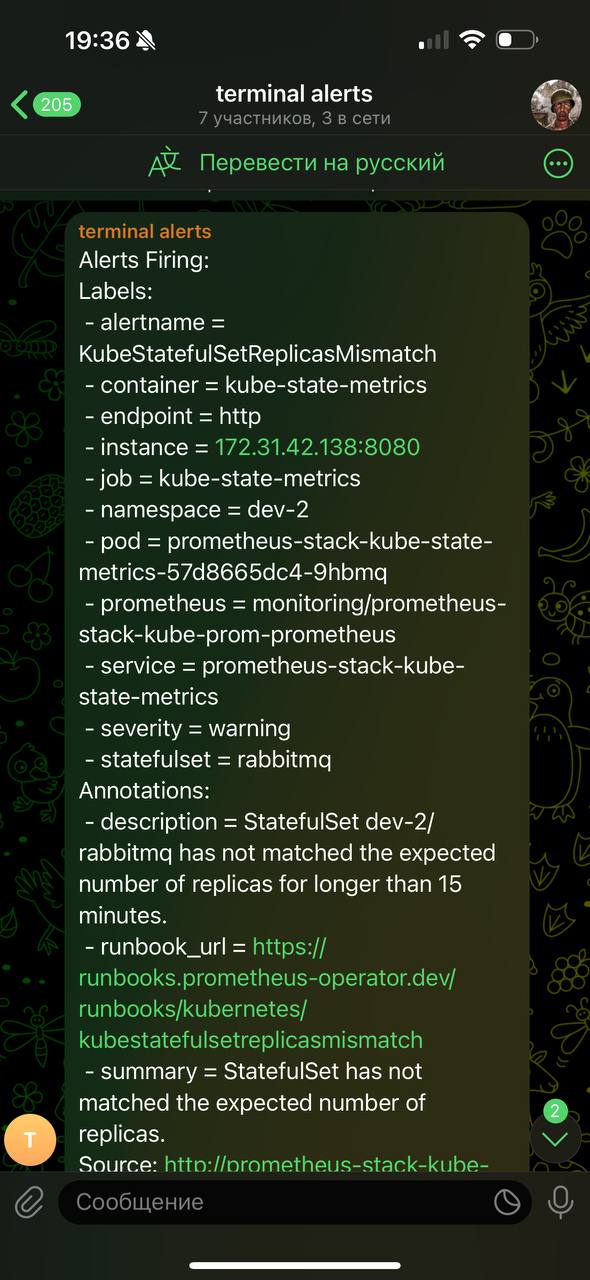 19:36
205
terminal alerts
7 участников, 3 в сети
Перевести на русский
terminal alerts
Alerts Firing:
Labels:
- alertname =
KubeStatefulSetReplicasMismatch
- container = kube-state-metrics
- endpoint = http
- instance = 172.31.42.138:8080
- job = kube-state-metrics
- namespace = dev-2
- pod = prometheus-stack-kube-state-
metrics-57d8665dc4-9hbmq
- prometheus = monitoring/prometheus-
stack-kube-prom-prometheus
- service = prometheus-stack-kube-
state-metrics
- severity = warning
- statefulset = rabbitmq
Annotations:
- description = StatefulSet dev-2/
rabbitmq has not matched the expected
number of replicas for longer than 15
minutes.
- runbook_url = https://
runbooks.prometheus-operator.dev/
runbooks/kubernetes/
kubestatefulsetreplicasmismatch
- summary = StatefulSet has not
matched the expected number of
replicas.
2
T
Source: http://prometheus-stack-kube-
Сообщение